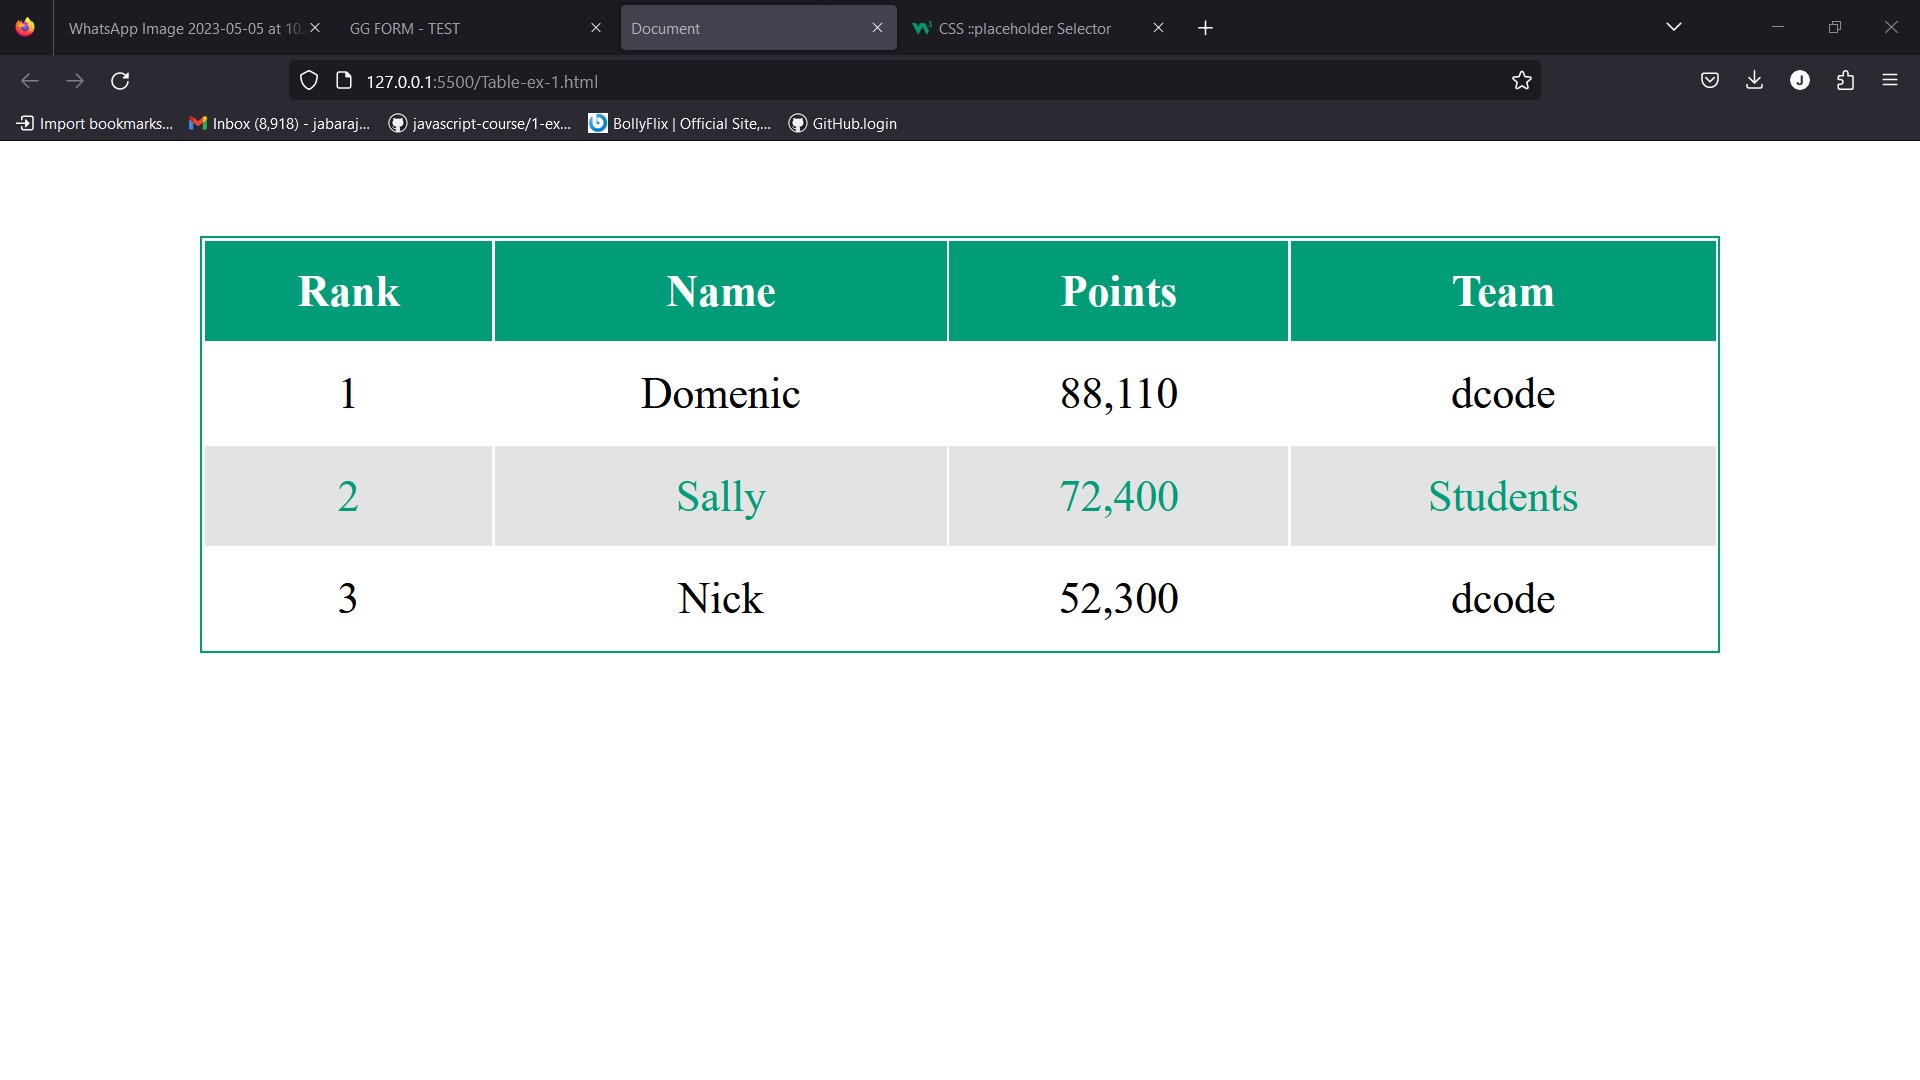 WhatsApp Image 2023-05-05 at 10. GG FORM - TEST Document CSS ::placeholder Selector
127.0.0.1:5500/Table-ex-1.html J
Import bookmarks... Inbox (8,918) - jabaraj... javascript-course/1-ex... BollyFlix | Official Site,... GitHub.login
Rank Name Points Team
1 Domenic 88,110 dcode
2 Sally 72,400 Students
3 Nick 52,300 dcode